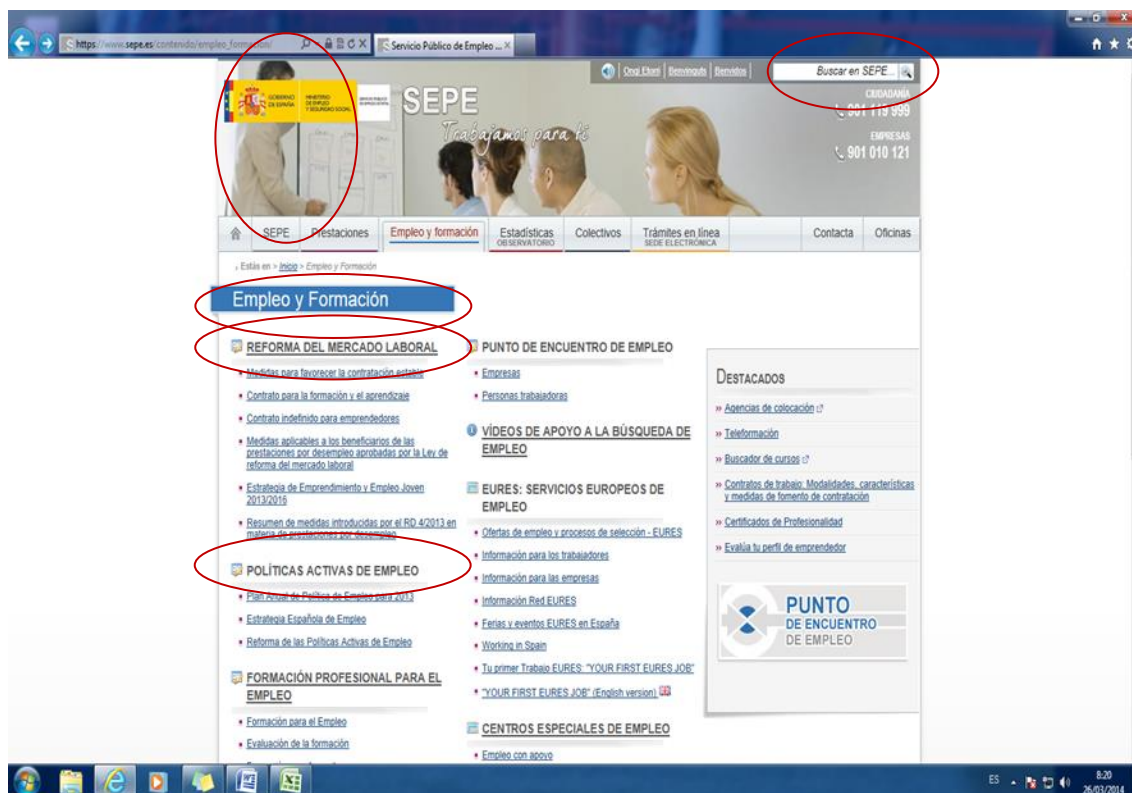 https://www.sepe.es/contenido/empleo_formacion/
Servicio Público de Empleo ...
Ongi Etorri | Benvinguts | Benvidos
Buscar en SEPE...
GOBIERNO DE ESPAÑA
MINISTERIO DE EMPLEO Y SEGURIDAD SOCIAL
SEPE
Trabajamos para ti
CIUDADANÍA
901 119 999
EMPRESAS
901 010 121
SEPE
Prestaciones
Empleo y formación
Estadísticas
OBSERVATORIO
Colectivos
Trámites en línea
SEDE ELECTRÓNICA
Contacta
Oficinas
Estás en > Inicio > Empleo y Formación
Empleo y Formación
REFORMA DEL MERCADO LABORAL
Medidas para favorecer la contratación estable
Contrato para la formación y el aprendizaje
Contrato indefinido para emprendedores
Medidas aplicables a los beneficiarios de las
prestaciones por desempleo aprobadas por la Ley de
reforma del mercado laboral
Estrategia de Emprendimiento y Empleo Joven
2013/2016
Resumen de medidas introducidas por el RD 4/2013 en
materia de prestaciones por desempleo
POLÍTICAS ACTIVAS DE EMPLEO
Plan Anual de Política de Empleo para 2013
Estrategia Española de Empleo
Reforma de las Políticas Activas de Empleo
FORMACIÓN PROFESIONAL PARA EL
EMPLEO
Formación para el Empleo
Evaluación de la formación
PUNTO DE ENCUENTRO DE EMPLEO
Empresas
Personas trabajadoras
VÍDEOS DE APOYO A LA BÚSQUEDA DE
EMPLEO
EURES: SERVICIOS EUROPEOS DE
EMPLEO
Ofertas de empleo y procesos de selección - EURES
Información para los trabajadores
Información para las empresas
Información Red EURES
Ferias y eventos EURES en España
Working in Spain
Tu primer Trabajo EURES: "YOUR FIRST EURES JOB"
"YOUR FIRST EURES JOB" (English version)
CENTROS ESPECIALES DE EMPLEO
Empleo con apoyo
DESTACADOS
Agencias de colocación
Teleformación
Buscador de cursos
Contratos de trabajo: Modalidades, características
y medidas de fomento de contratación
Certificados de Profesionalidad
Evalúa tu perfil de emprendedor
PUNTO
DE ENCUENTRO
DE EMPLEO
ES
8:20
26/03/2014